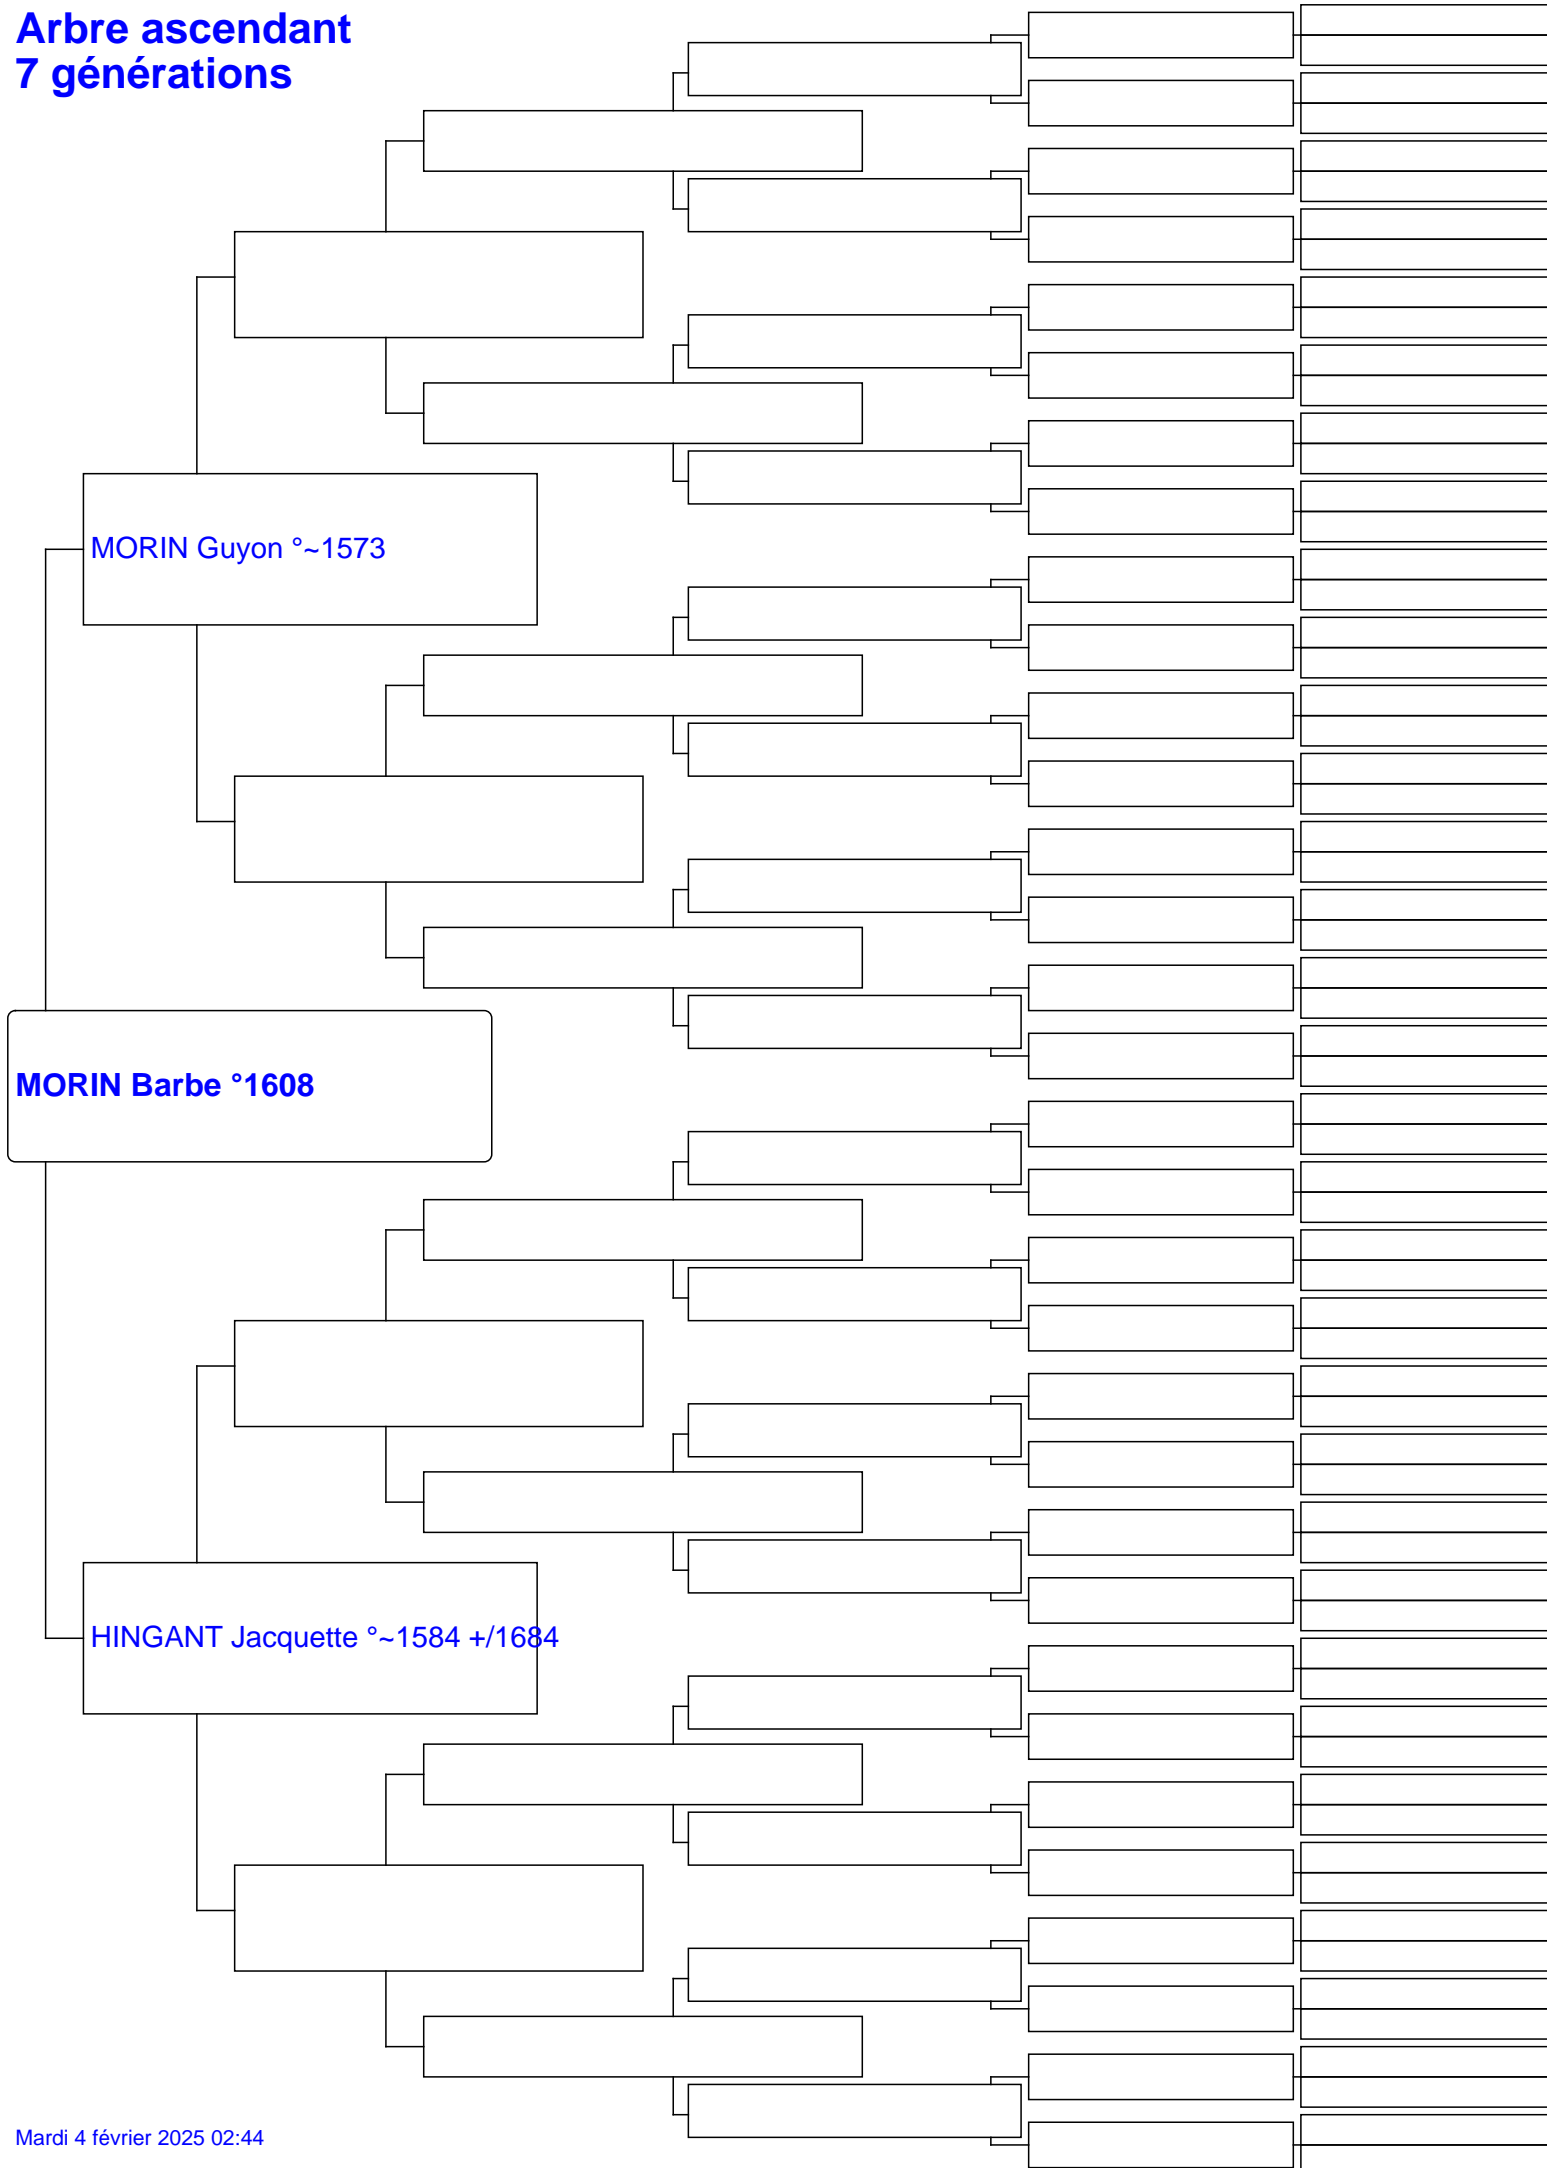 Arbre ascendant
7 générations
MORIN Guyon °~1573
MORIN Barbe °1608
HINGANT Jacquette °~1584 +/1684
Mardi 4 février 2025 02:44